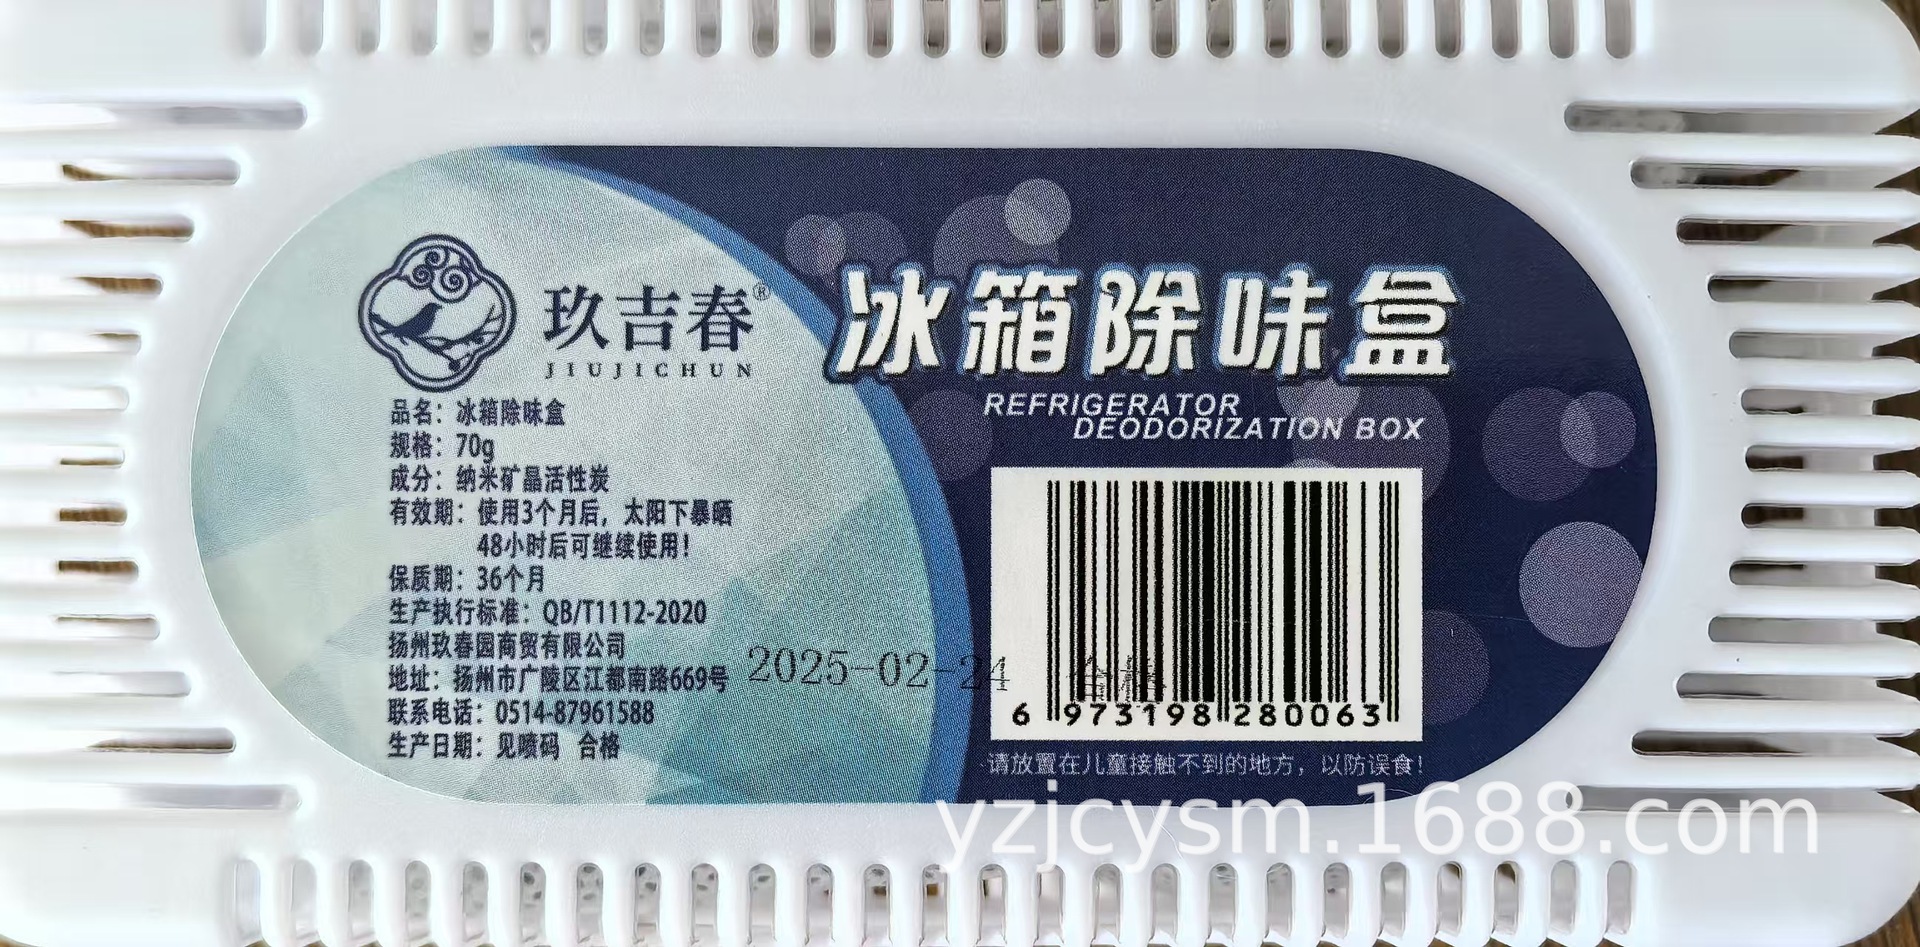 玖吉春®
JIUJICHUN
冰箱除味盒
REFRIGERATOR
DEODORIZATION BOX
品名：冰箱除味盒
规格：70g
成分：纳米矿晶活性炭
有效期：使用3个月后，太阳下暴晒
48小时后可继续使用！
保质期：36个月
生产执行标准：QB/T1112-2020
扬州玖春园商贸有限公司
地址：扬州市广陵区江都南路669号
联系电话：0514-87961588
生产日期：见喷码 合格
2025-02-24 合格
6 973198 280063
请放置在儿童接触不到的地方，以防误食！
yzjcysm.1688.com